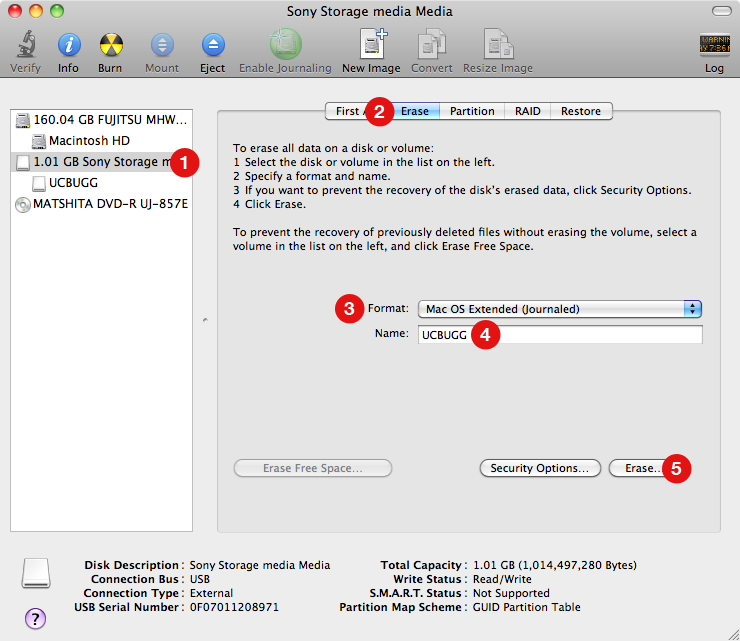 Sony Storage media Media
Verify Info Burn Mount Eject Enable Journaling New Image Convert Resize Image Log
WARNIN
First 2 Erase Partition RAID Restore
160.04 GB FUJITSU MHW...
Macintosh HD
1.01 GB Sony Storage m 1
UCBUGG
MATSHITA DVD-R UJ-857E
To erase all data on a disk or volume:
1 Select the disk or volume in the list on the left.
2 Specify a format and name.
3 If you want to prevent the recovery of the disk's erased data, click Security Options.
4 Click Erase.
To prevent the recovery of previously deleted files without erasing the volume, select a
volume in the list on the left, and click Erase Free Space.
3 Format: Mac OS Extended (Journaled)
Name: UCBUGG 4
Erase Free Space... Security Options... Erase.. 5
Disk Description : Sony Storage media Media
Connection Bus : USB
Connection Type : External
USB Serial Number : 0F07011208971
Total Capacity : 1.01 GB (1,014,497,280 Bytes)
Write Status : Read/Write
S.M.A.R.T. Status : Not Supported
Partition Map Scheme : GUID Partition Table
?